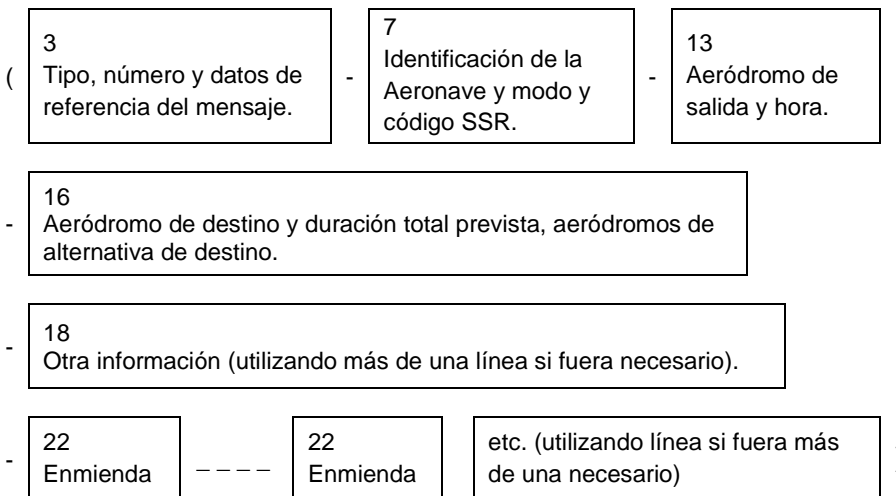 3
( Tipo, número y datos de
referencia del mensaje.
-
7
Identificación de la
Aeronave y modo y
código SSR.
-
13
Aeródromo de
salida y hora.
16
- Aeródromo de destino y duración total prevista, aeródromos de
alternativa de destino.
18
- Otra información (utilizando más de una línea si fuera necesario).
-
22
Enmienda
_ _ _ _
22
Enmienda
etc. (utilizando línea si fuera más
de una necesario)